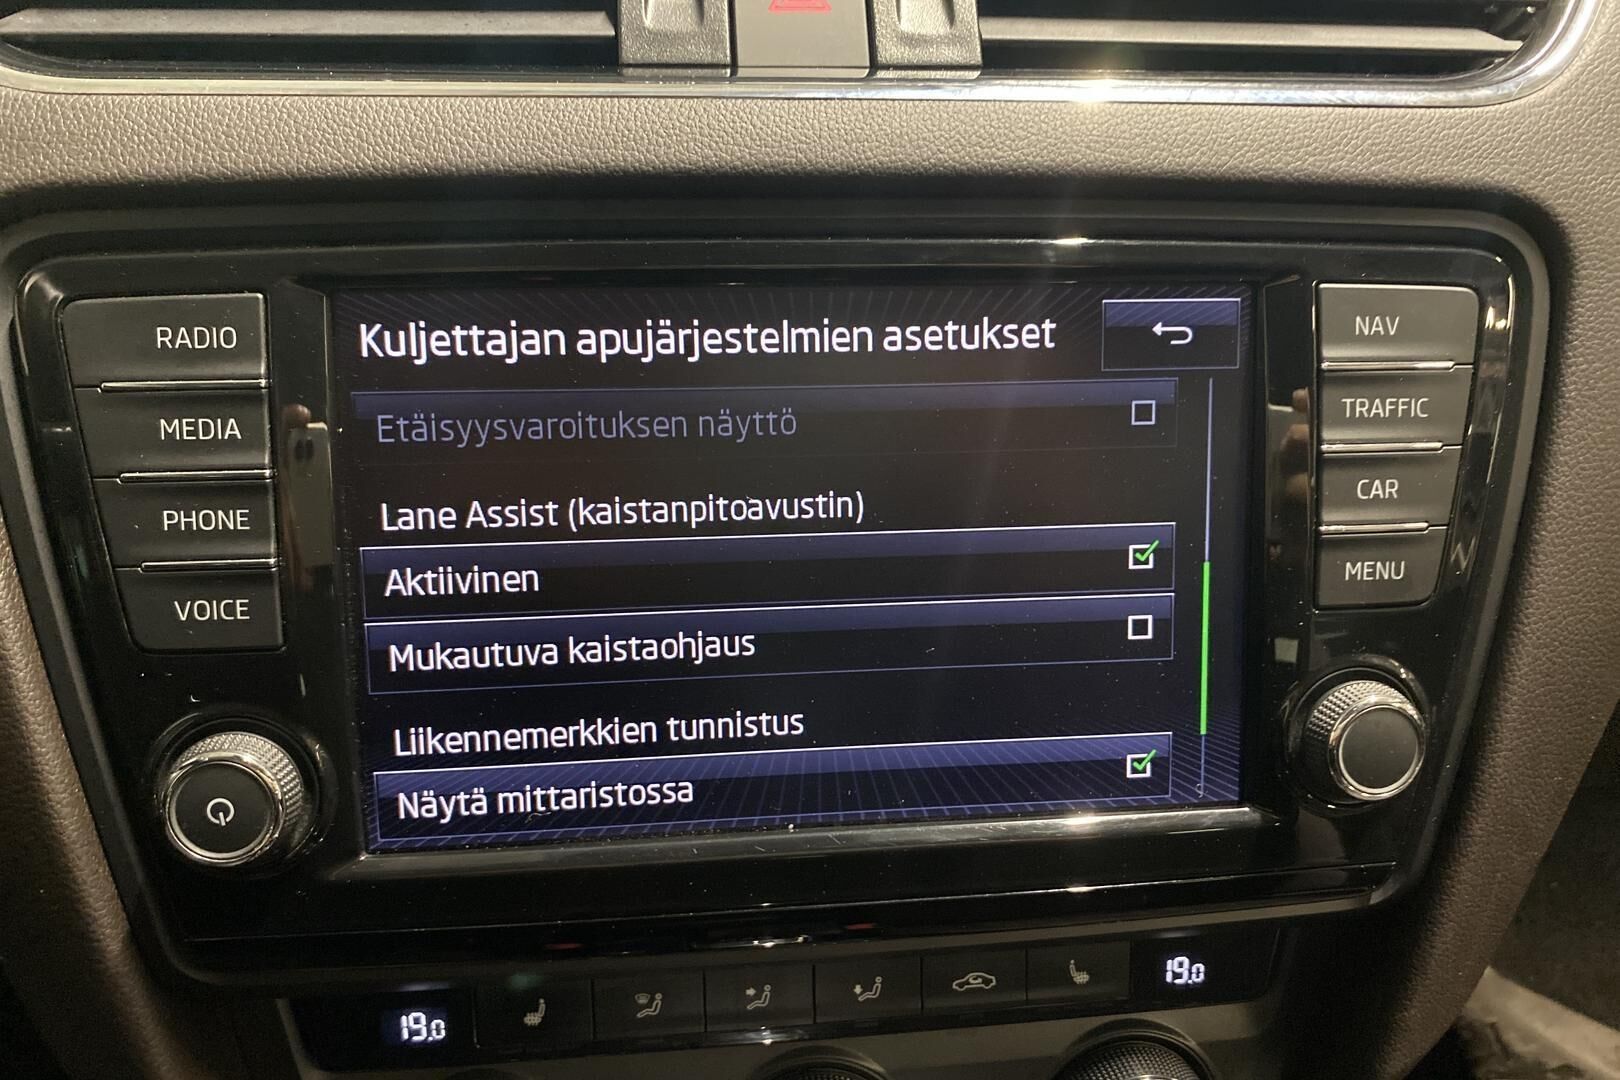 RADIO
MEDIA
PHONE
VOICE
Kuljettajan apujärjestelmien asetukset
Etäisyysvaroituksen näyttö
Lane Assist (kaistanpitoavustin)
Aktiivinen
Mukautuva kaistaohjaus
Liikennemerkkien tunnistus
Näytä mittaristossa
NAV
TRAFFIC
CAR
MENU
19.0
19.0